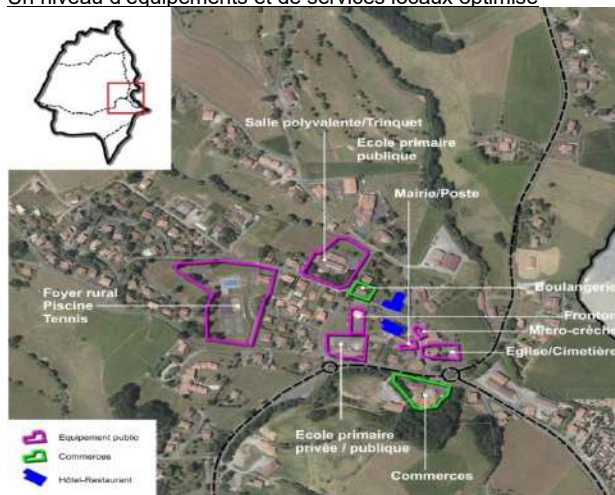 Un niveau d'équipements et de services locaux optimisé
Salle polyvalente/Trinquet
Ecole primaire
publique
Mairie/Poste
Boulangerie
Foyer rural
Piscine
Tennis
Fronton
Micro-crèche
Eglise/Cimetière
Ecole primaire
privée / publique
Commerces
Equipement public
Commerces
Hôtel-Restaurant